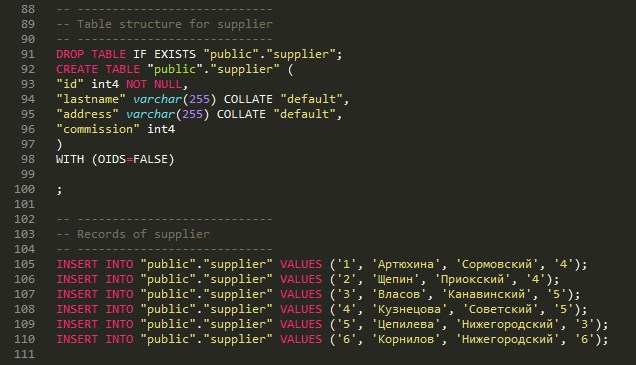 88 -- ----------------------------
89 -- Table structure for supplier
90 -- ----------------------------
91 DROP TABLE IF EXISTS "public"."supplier";
92 CREATE TABLE "public"."supplier" (
93 "id" int4 NOT NULL,
94 "lastname" varchar(255) COLLATE "default",
95 "address" varchar(255) COLLATE "default",
96 "commission" int4
97 )
98 WITH (OIDS=FALSE)
99
100 ;
101
102 -- ----------------------------
103 -- Records of supplier
104 -- ----------------------------
105 INSERT INTO "public"."supplier" VALUES ('1', 'Артюхина', 'Сормовский', '4');
106 INSERT INTO "public"."supplier" VALUES ('2', 'Щепин', 'Приокский', '4');
107 INSERT INTO "public"."supplier" VALUES ('3', 'Власов', 'Канавинский', '5');
108 INSERT INTO "public"."supplier" VALUES ('4', 'Кузнецова', 'Советский', '5');
109 INSERT INTO "public"."supplier" VALUES ('5', 'Цепилева', 'Нижегородский', '3');
110 INSERT INTO "public"."supplier" VALUES ('6', 'Корнилов', 'Нижегородский', '6');
111